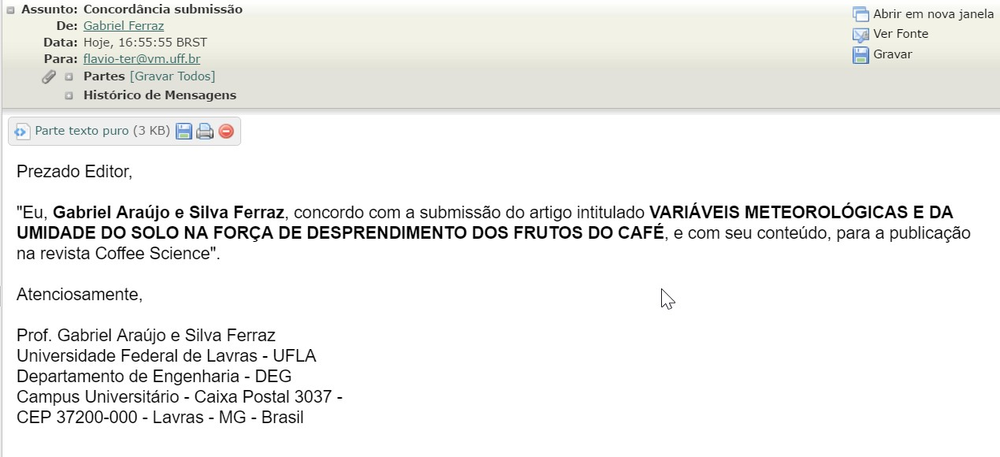 Assunto: Concordância submissão
De: Gabriel Ferraz
Data: Hoje, 16:55:55 BRST
Para: flavio-ter@vm.uff.br
Partes [Gravar Todos]
Histórico de Mensagens
Abrir em nova janela
Ver Fonte
Gravar
Parte texto puro (3 KB)
Prezado Editor,
"Eu, Gabriel Araújo e Silva Ferraz, concordo com a submissão do artigo intitulado VARIÁVEIS METEOROLÓGICAS E DA
UMIDADE DO SOLO NA FORÇA DE DESPRENDIMENTO DOS FRUTOS DO CAFÉ, e com seu conteúdo, para a publicação
na revista Coffee Science".
Atenciosamente,
Prof. Gabriel Araújo e Silva Ferraz
Universidade Federal de Lavras - UFLA
Departamento de Engenharia - DEG
Campus Universitário - Caixa Postal 3037 -
CEP 37200-000 - Lavras - MG - Brasil